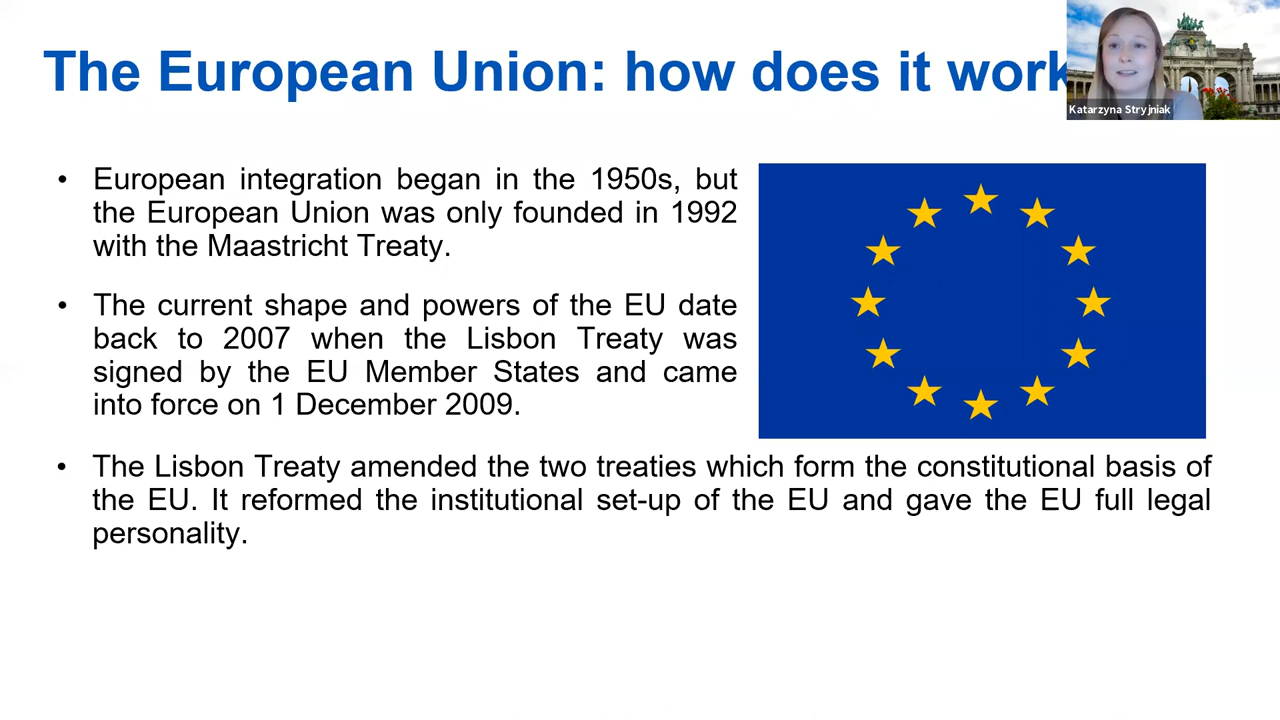 The European Union: how does it work
Katarzyna Stryjniak
• European integration began in the 1950s, but
the European Union was only founded in 1992
with the Maastricht Treaty.
• The current shape and powers of the EU date
back to 2007 when the Lisbon Treaty was
signed by the EU Member States and came
into force on 1 December 2009.
• The Lisbon Treaty amended the two treaties which form the constitutional basis of
the EU. It reformed the institutional set-up of the EU and gave the EU full legal
personality.